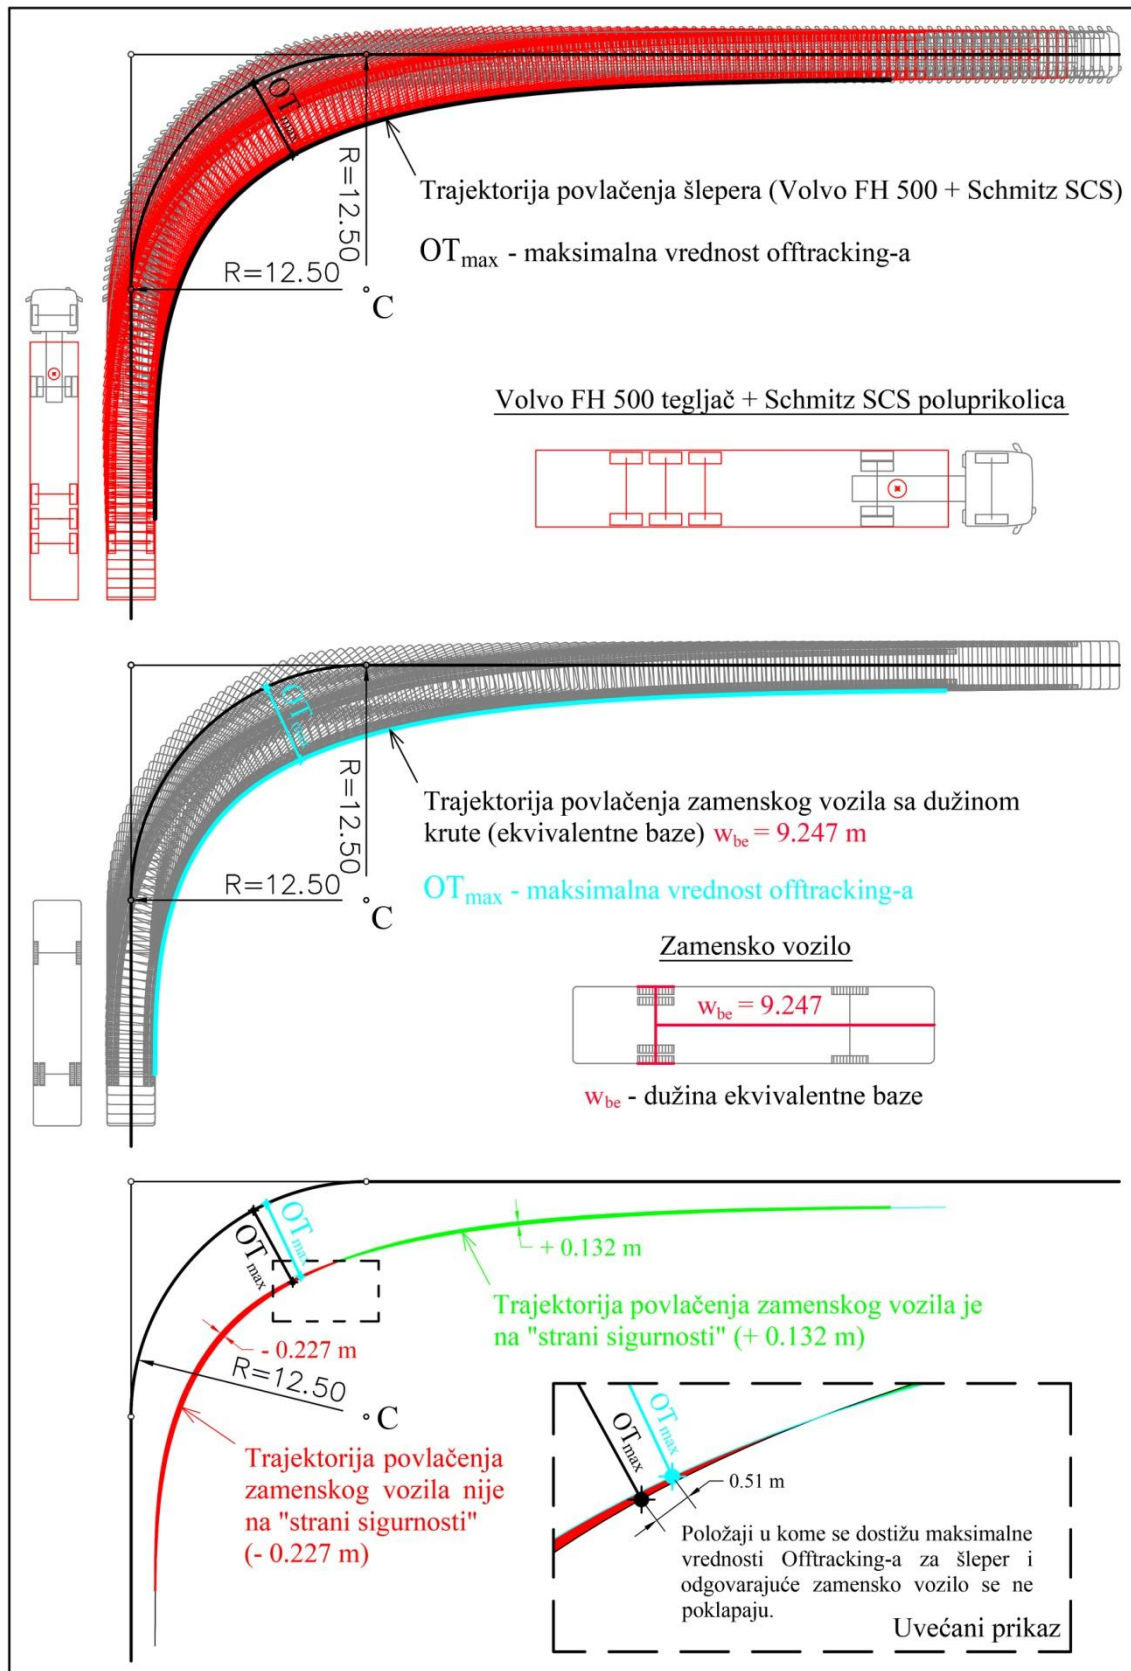 OTmax
Trajektorija povlačenja šlepera (Volvo FH 500 + Schmitz SCS)
R=12.50
OTmax - maksimalna vrednost offtracking-a
R=12.50
C
Volvo FH 500 tegljač + Schmitz SCS poluprikolica
OTmax
R=12.50
Trajektorija povlačenja zamenskog vozila sa dužinom
krute (ekvivalentne baze) wbe = 9.247 m
R=12.50
OTmax - maksimalna vrednost offtracking-a
C
Zamensko vozilo
wbe = 9.247
wbe - dužina ekvivalentne baze
OTmax
OTmax
+ 0.132 m
Trajektorija povlačenja zamenskog vozila je
na "strani sigurnosti" (+ 0.132 m)
- 0.227 m
R=12.50
C
Trajektorija povlačenja
zamenskog vozila nije
na "strani sigurnosti"
(- 0.227 m)
OTmax
OTmax
0.51 m
Položaji u kome se dostižu maksimalne
vrednosti Offtracking-a za šleper i
odgovarajuće zamensko vozilo se ne
poklapaju.
Uvećani prikaz